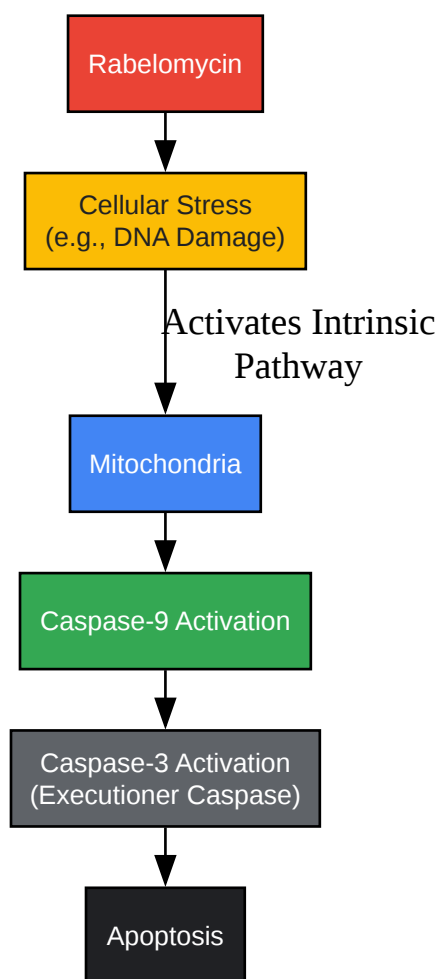 Rabelomycin
Cellular Stress
(e.g., DNA Damage)
Activates Intrinsic
Pathway
Mitochondria
Caspase-9 Activation
Caspase-3 Activation
(Executioner Caspase)
Apoptosis